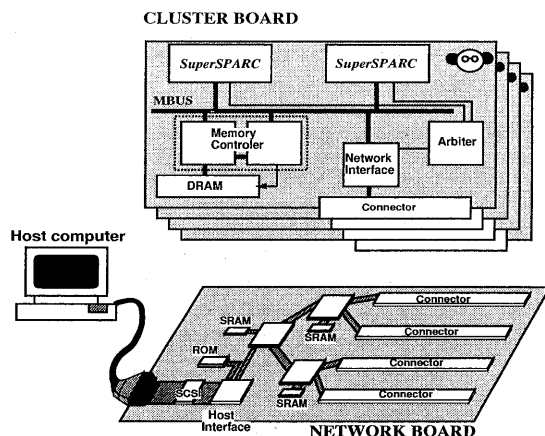 CLUSTER BOARD
SuperSPARC
SuperSPARC
MBUS
Memory
Controler
Arbiter
Network
Interface
DRAM
Connector
Host computer
Connector
SRAM
Connector
SRAM
ROM
Connector
SCSI
SRAM
Connector
Host
Interface
NETWORK BOARD